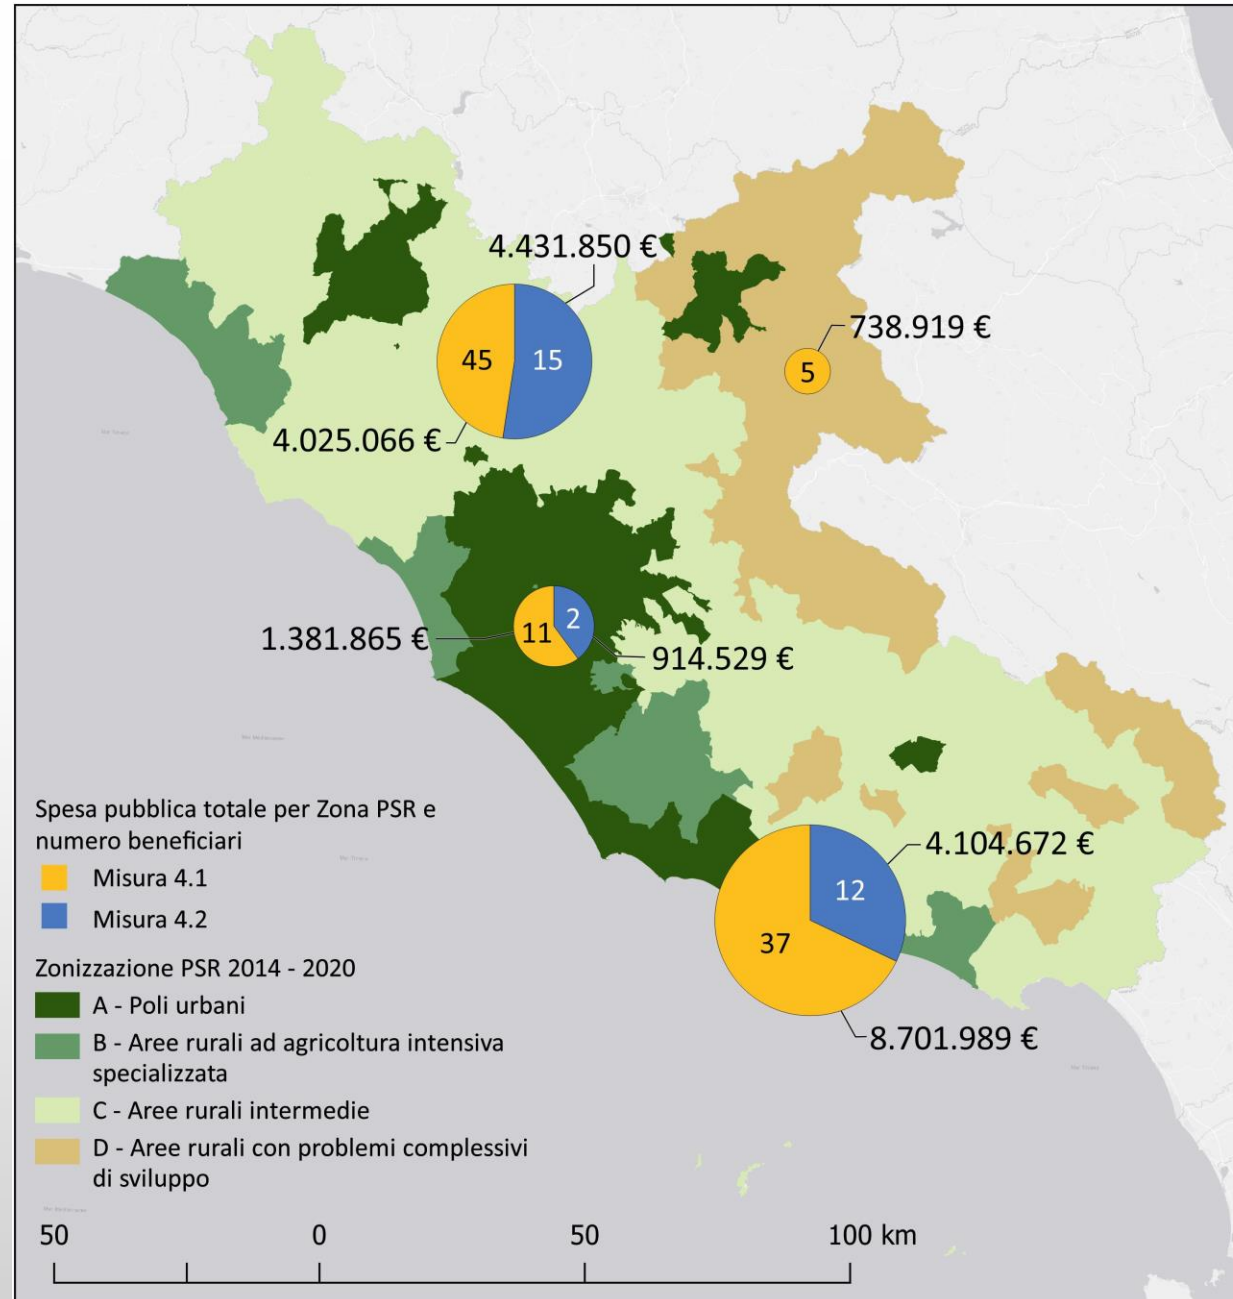 4.431.850 €
738.919 €
45
15
5
4.025.066 €
1.381.865 €
11
2
914.529 €
4.104.672 €
12
37
8.701.989 €
Spesa pubblica totale per Zona PSR e
numero beneficiari
Misura 4.1
Misura 4.2
Zonizzazione PSR 2014 - 2020
A - Poli urbani
B - Aree rurali ad agricoltura intensiva
specializzata
C - Aree rurali intermedie
D - Aree rurali con problemi complessivi
di sviluppo
50 0 50 100 km